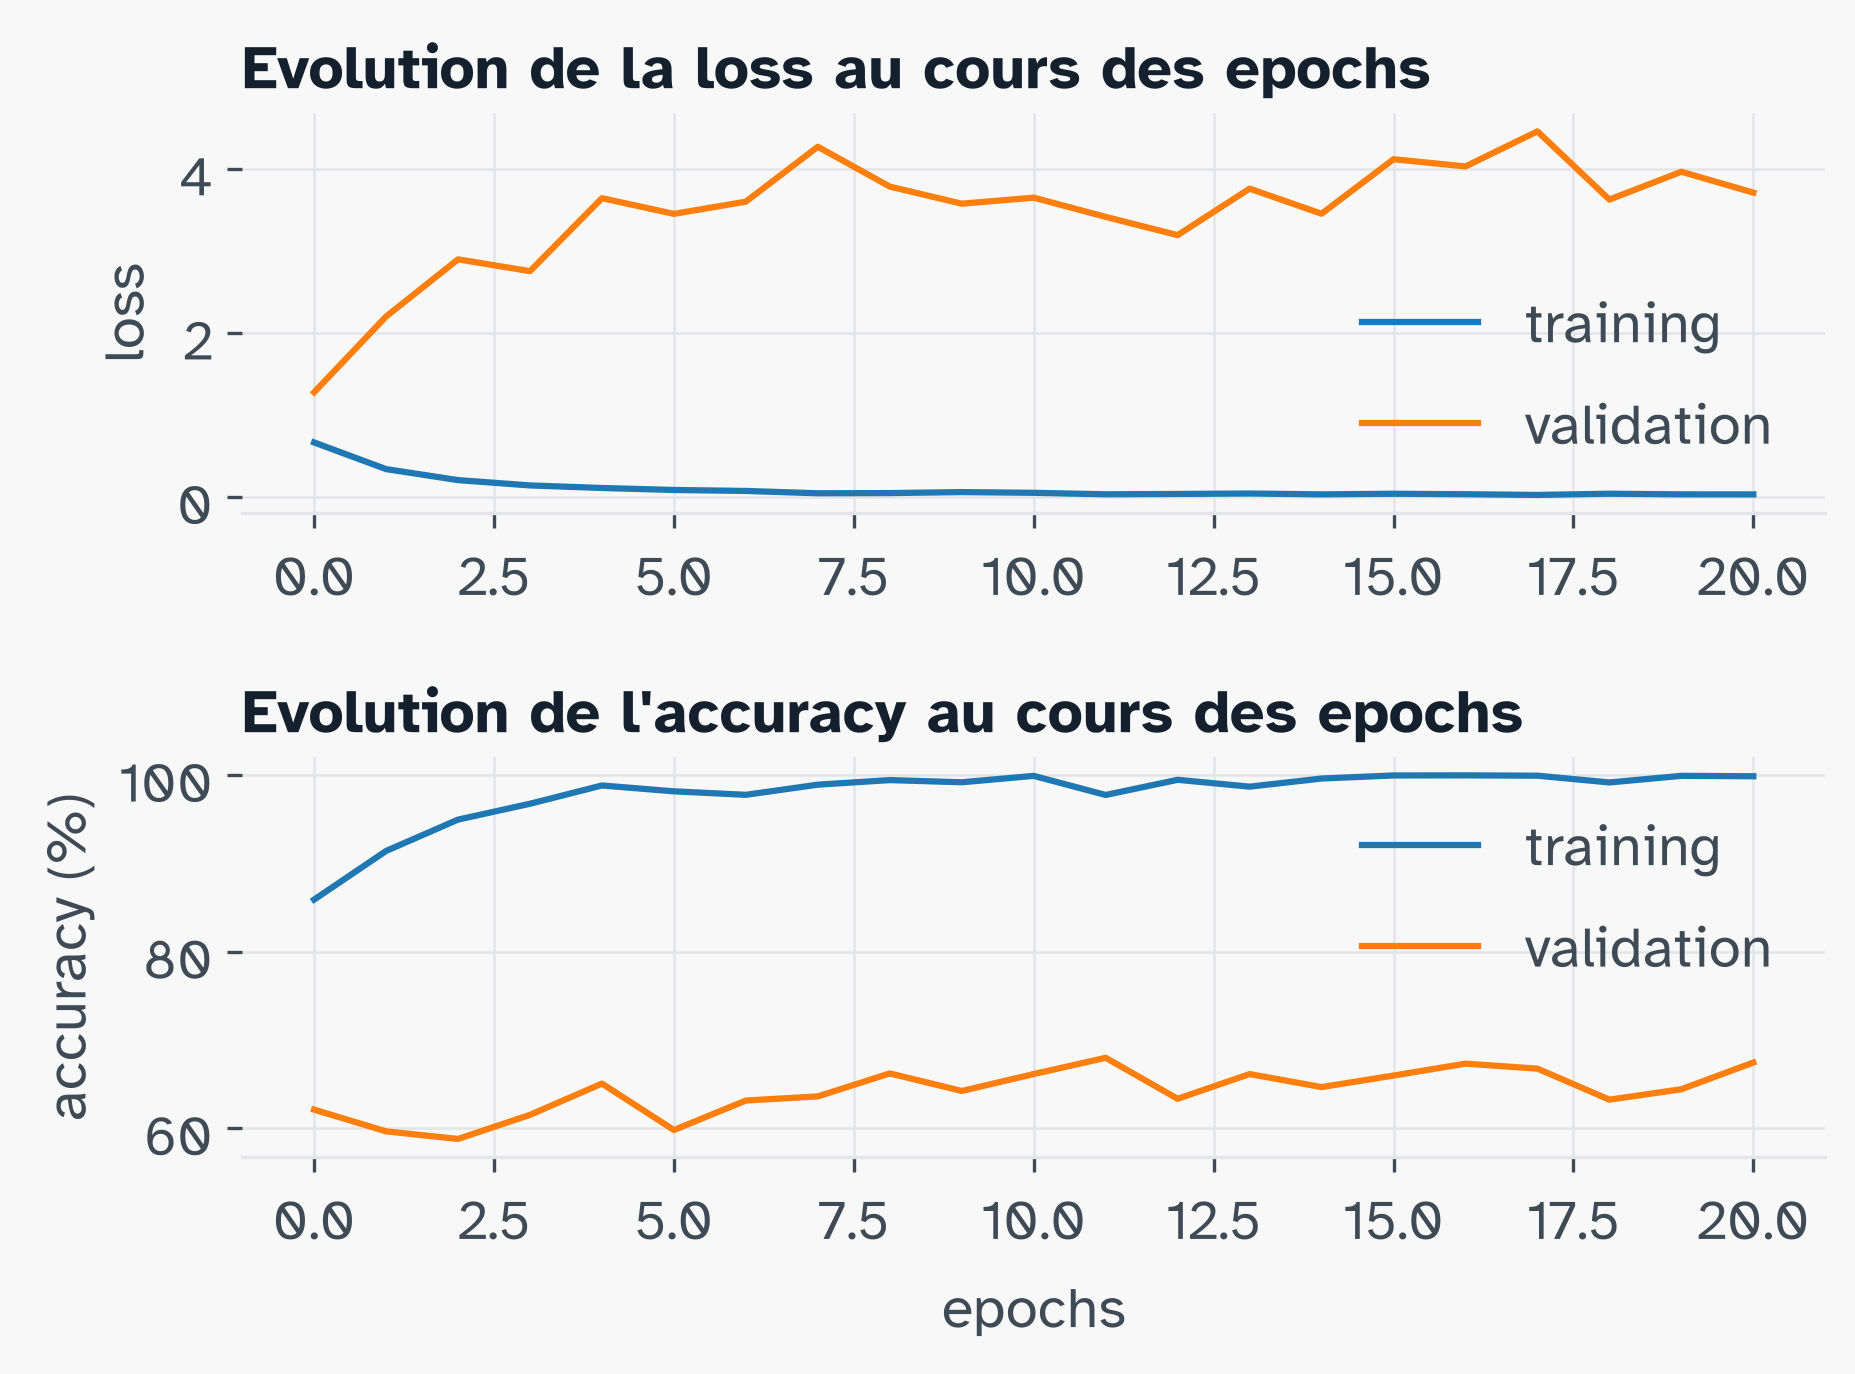 Evolution de la loss au cours des epochs
loss
4
2
0
training
validation
0.0 2.5 5.0 7.5 10.0 12.5 15.0 17.5 20.0
Evolution de l'accuracy au cours des epochs
accuracy (%)
100
80
60
training
validation
0.0 2.5 5.0 7.5 10.0 12.5 15.0 17.5 20.0
epochs